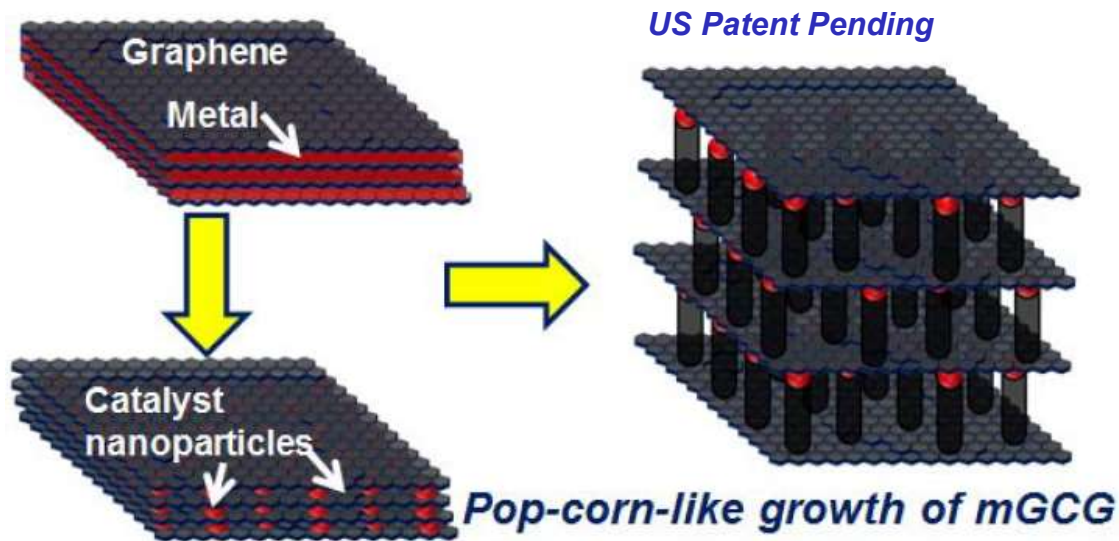 US Patent Pending
Graphene
Metal
Catalyst
nanoparticles
Pop-corn-like growth of mGCG